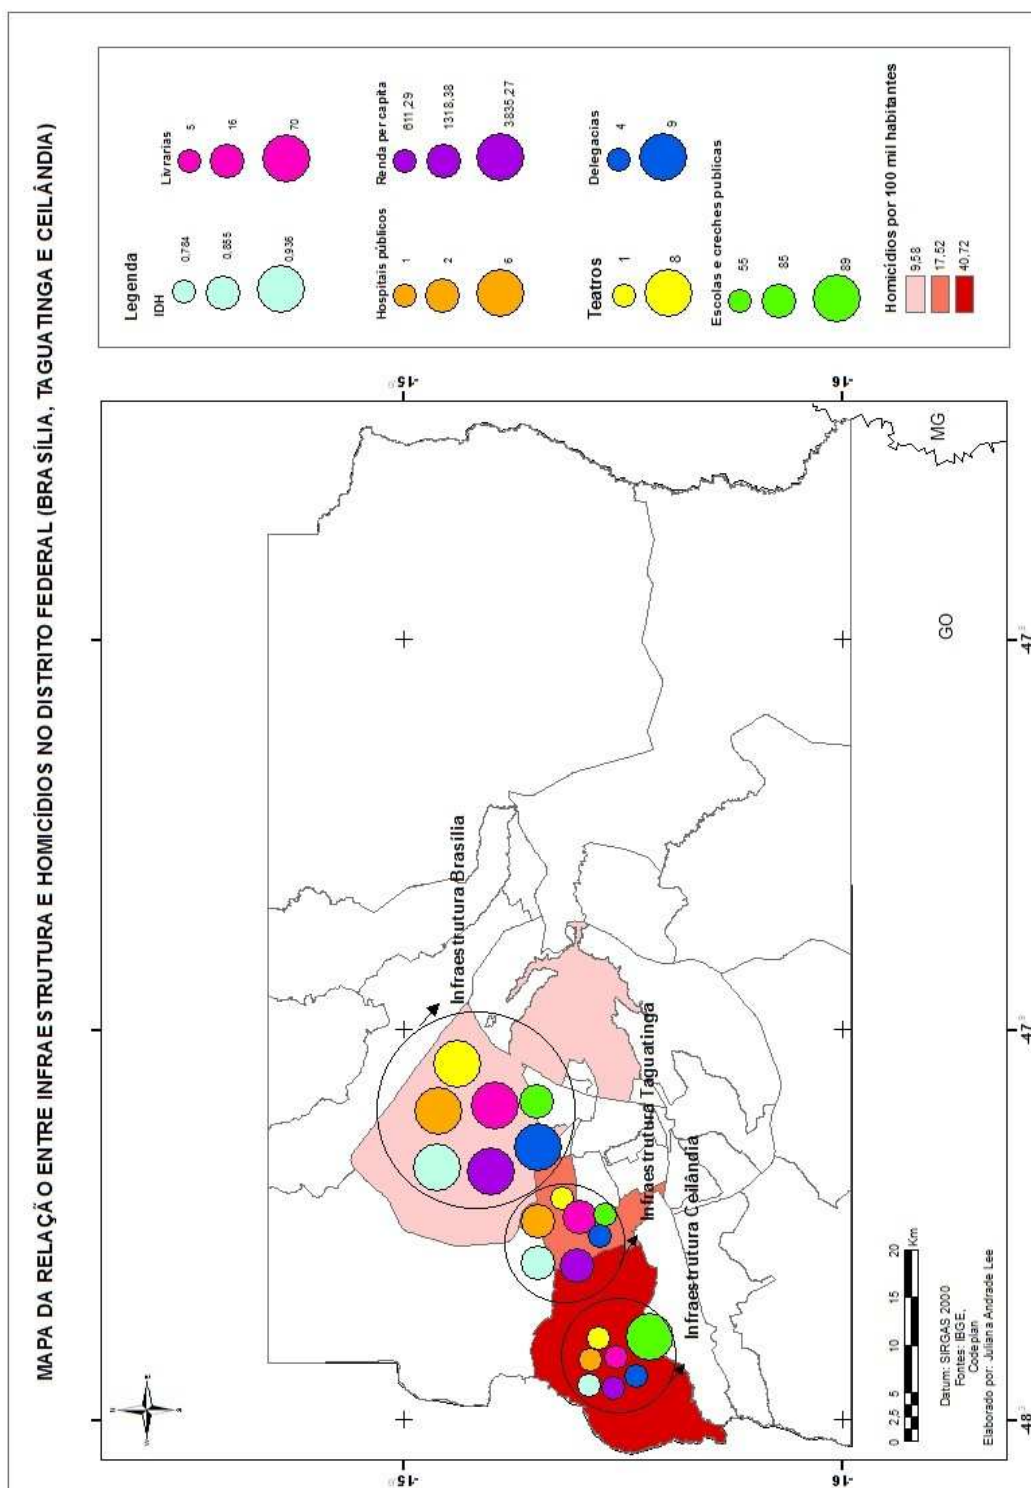 MAPA DA RELAÇÃO ENTRE INFRAESTRUTURA E HOMICÍDIOS NO DISTRITO FEDERAL (BRASÍLIA, TAGUATINGA E CEILÂNDIA)
Legenda
IDH
0,784
0,855
0,936
Livrarias
5
16
70
Hospitais públicos
1
2
6
Renda per capita
611,29
1318,38
3835,27
Teatros
1
8
Delegacias
4
9
Escolas e creches publicas
55
85
89
Homicídios por 100 mil habitantes
9,58
17,52
40,72
Infraestrutura Brasília
Infraestrutura Taguatinga
Infraestrutura Ceilândia
-15
-16
-15
-16
-48
-47
-47
GO
MG
0 2,5 5 10 15 20
Km
Datum: SIRGAS 2000
Fontes: IBGE,
Codeplan
Elaborado por: Juliana Andrade Lee